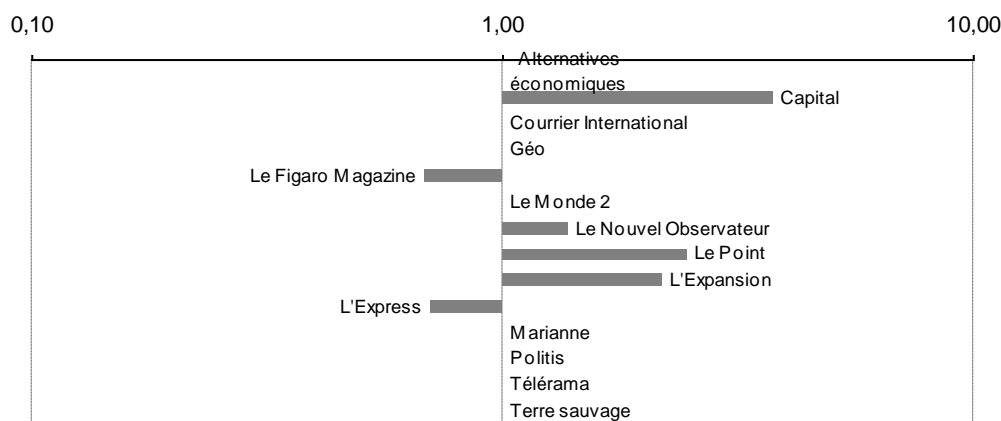 0,10 1,00 10,00
Alternatives
économiques
Capital
Courrier International
Géo
Le Figaro Magazine
Le Monde 2
Le Nouvel Observateur
Le Point
L'Expansion
L'Express
Marianne
Politis
Télérama
Terre sauvage